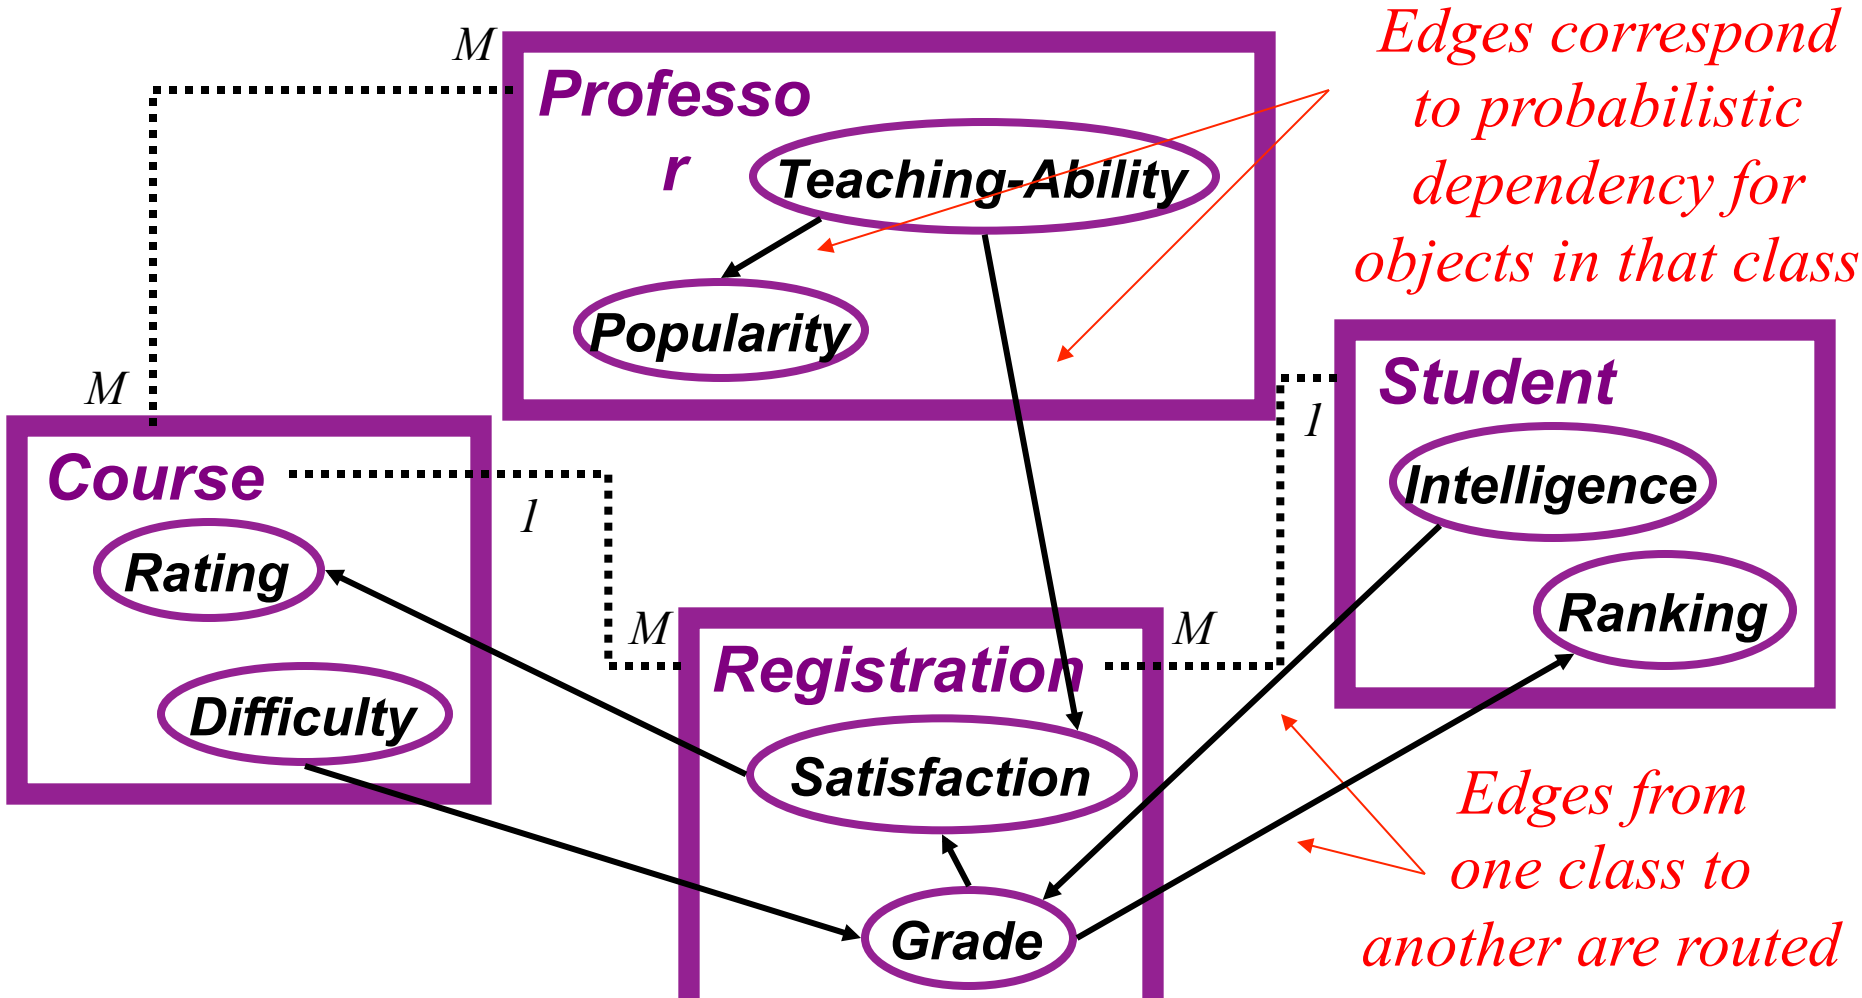 M
Professo
r
Teaching-Ability
Popularity
Edges correspond
to probabilistic
dependency for
objects in that class
M
Course
1
Rating
Difficulty
1
Student
Intelligence
Ranking
M
M
Registration
Satisfaction
Grade
Edges from
one class to
another are routed